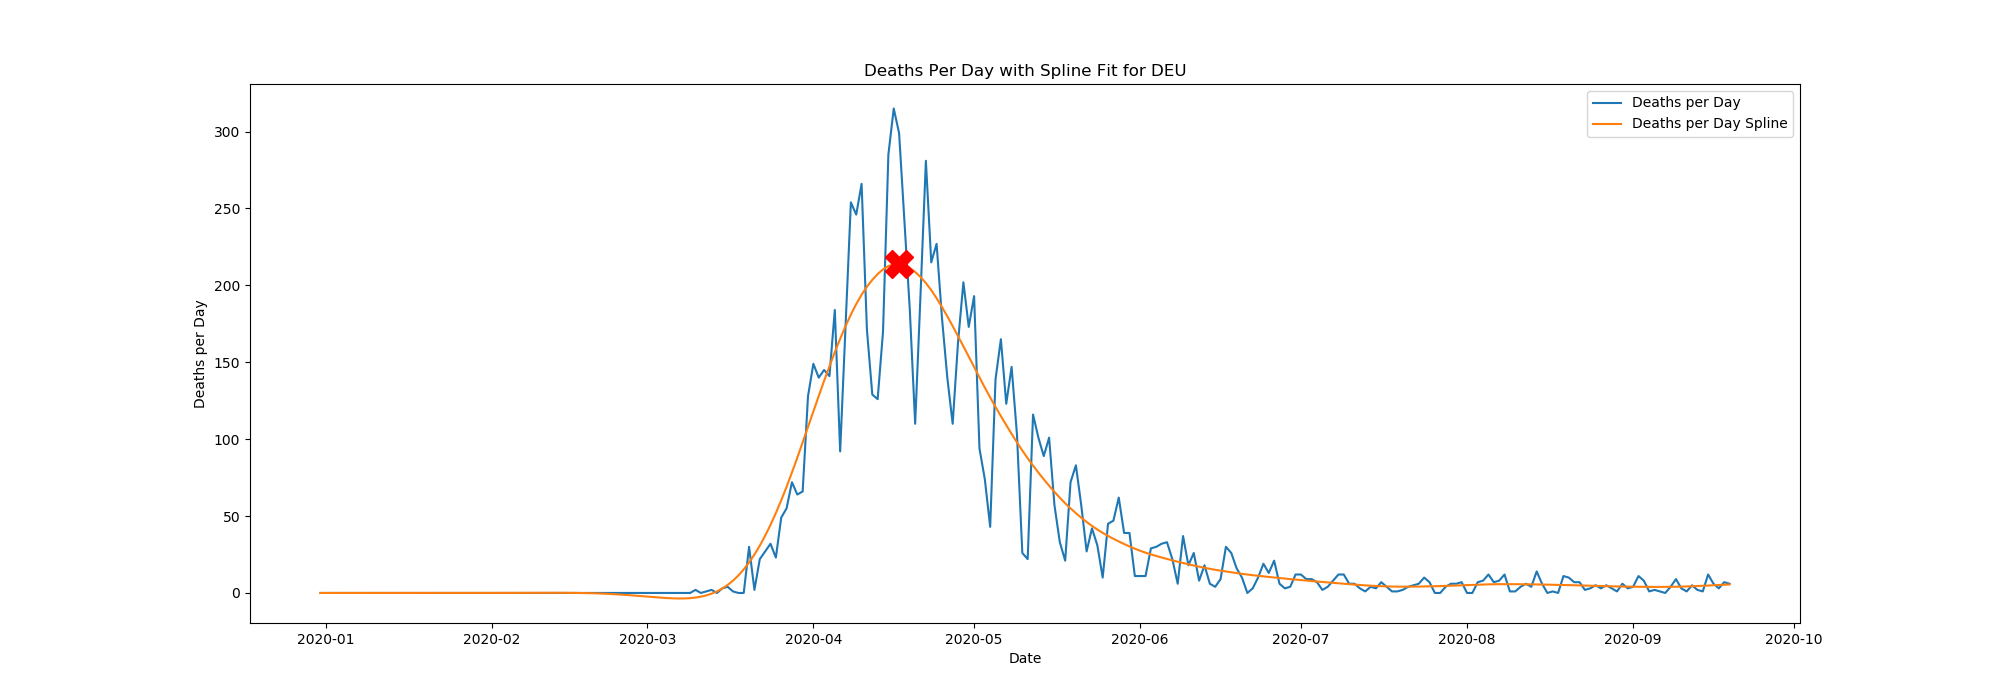 Deaths Per Day with Spline Fit for DEU
Deaths per Day
Deaths per Day Spline
300
250
200
150
100
50
0
Deaths per Day
2020-01 2020-02 2020-03 2020-04 2020-05 2020-06 2020-07 2020-08 2020-09 2020-10
Date